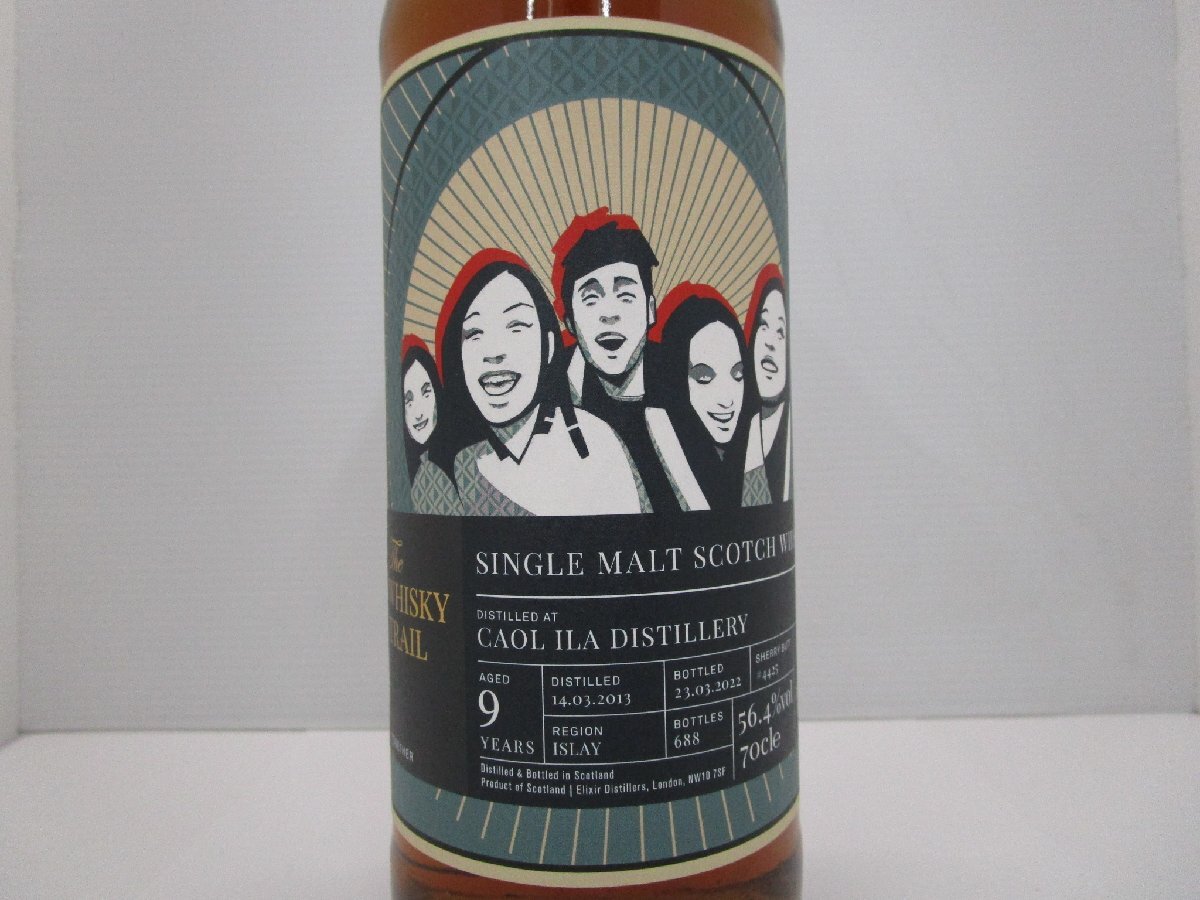 The
WHISKY
TRAIL
SINGLE MALT SCOTCH
DISTILLED AT
CAOL ILA DISTILLERY
AGED
9
YEARS
DISTILLED
14.03.2013
BOTTLED
23.03.2022
SHERRY BUTT
#4425
REGION
ISLAY
BOTTLES
688
56.4%vol
70cle
Distilled & Bottled in Scotland
Product of Scotland | Elixir Distillers, London, NW10 7SF